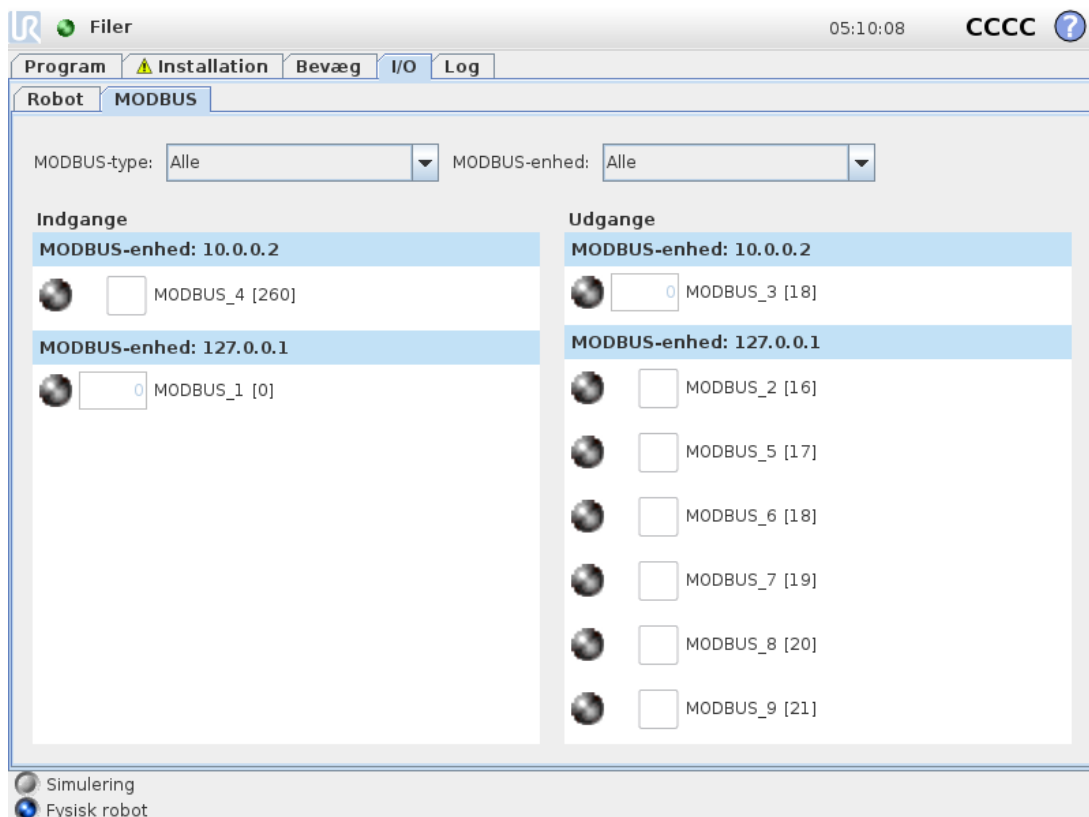 UR Filer 05:10:08 CCCC ?
Program Installation Bevæg I/O Log
Robot MODBUS
MODBUS-type: Alle MODBUS-enhed: Alle
Indgange
MODBUS-enhed: 10.0.0.2
MODBUS_4 [260]
MODBUS-enhed: 127.0.0.1
0 MODBUS_1 [0]
Udgange
MODBUS-enhed: 10.0.0.2
0 MODBUS_3 [18]
MODBUS-enhed: 127.0.0.1
MODBUS_2 [16]
MODBUS_5 [17]
MODBUS_6 [18]
MODBUS_7 [19]
MODBUS_8 [20]
MODBUS_9 [21]
Simulering
Fysisk robot